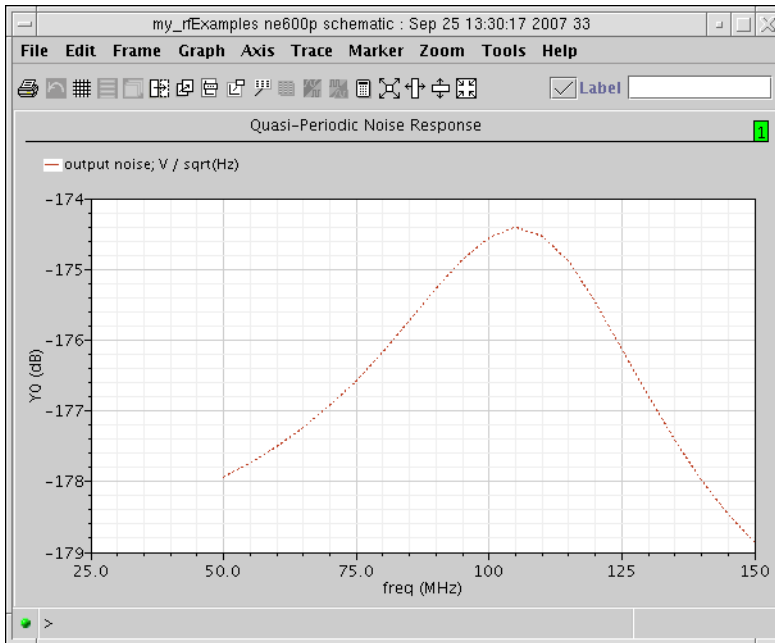 my_rfExamples ne600p schematic : Sep 25 13:30:17 2007 33
File Edit Frame Graph Axis Trace Marker Zoom Tools Help
Label
Quasi-Periodic Noise Response
1
output noise; V / sqrt(Hz)
-174
-175
-176
-177
-178
-179
Y0 (dB)
25.0 50.0 75.0 100 125 150
freq (MHz)
>